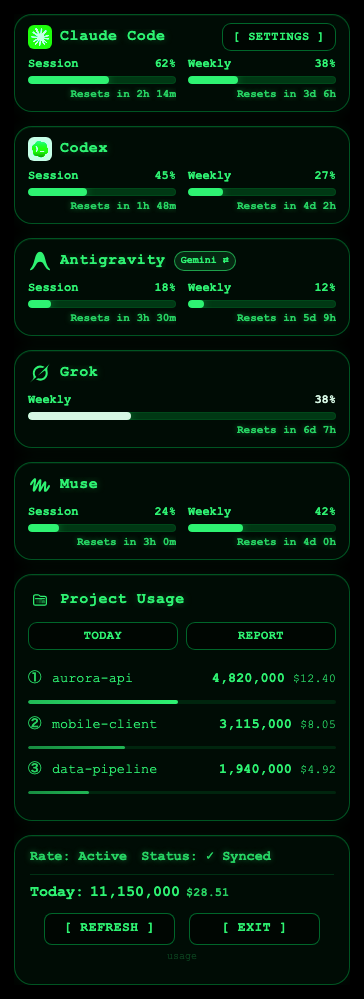 Claude Code [ SETTINGS ]
Session 62% Weekly 38%
Resets in 2h 14m Resets in 3d 6h
Codex
Session 45% Weekly 27%
Resets in 1h 48m Resets in 4d 2h
Antigravity Gemini ⇄
Session 18% Weekly 12%
Resets in 3h 30m Resets in 5d 9h
Grok
Weekly 38%
Resets in 6d 7h
Muse
Session 24% Weekly 42%
Resets in 3h 0m Resets in 4d 0h
Project Usage
TODAY REPORT
① aurora-api 4,820,000 $12.40
② mobile-client 3,115,000 $8.05
③ data-pipeline 1,940,000 $4.92
Rate: Active Status: ✓ Synced
Today: 11,150,000 $28.51
[ REFRESH ] [ EXIT ]
usage